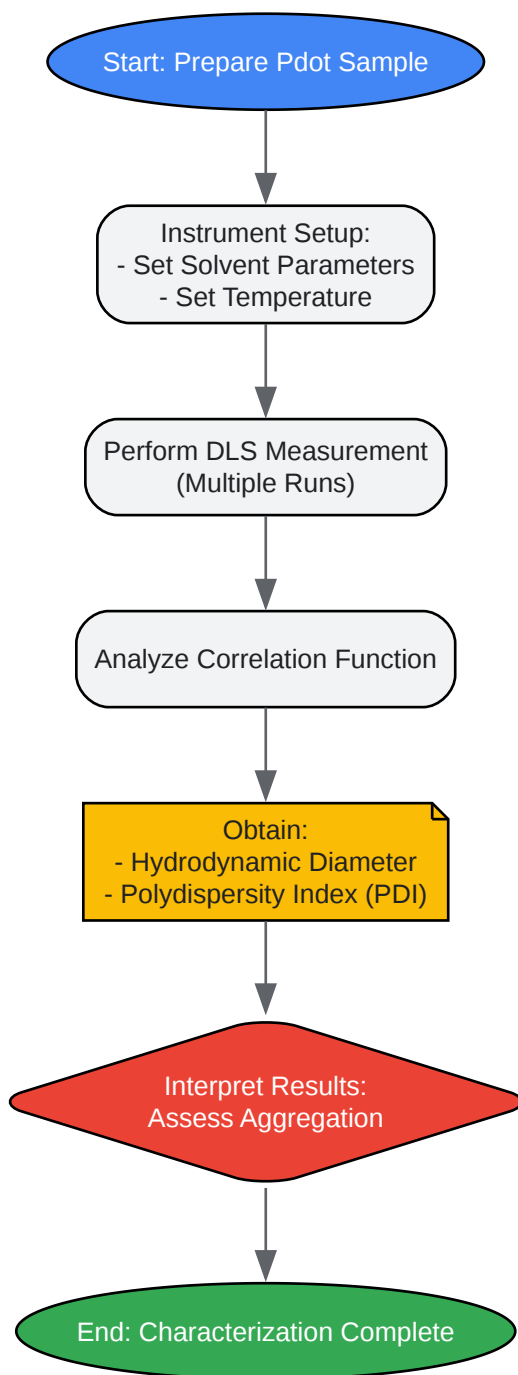 Start: Prepare Pdot Sample
Instrument Setup:
- Set Solvent Parameters
- Set Temperature
Perform DLS Measurement
(Multiple Runs)
Analyze Correlation Function
Obtain:
- Hydrodynamic Diameter
- Polydispersity Index (PDI)
Interpret Results:
Assess Aggregation
End: Characterization Complete